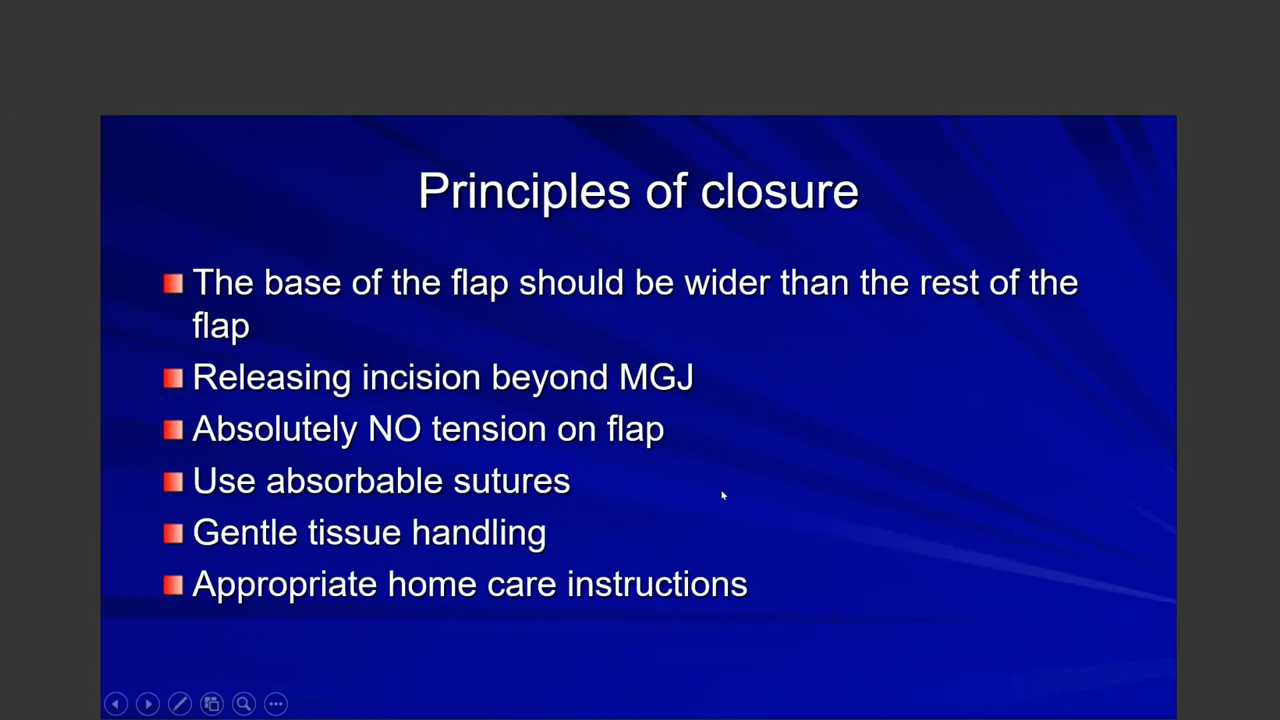 Principles of closure
The base of the flap should be wider than the rest of the
flap
Releasing incision beyond MGJ
Absolutely NO tension on flap
Use absorbable sutures
Gentle tissue handling
Appropriate home care instructions